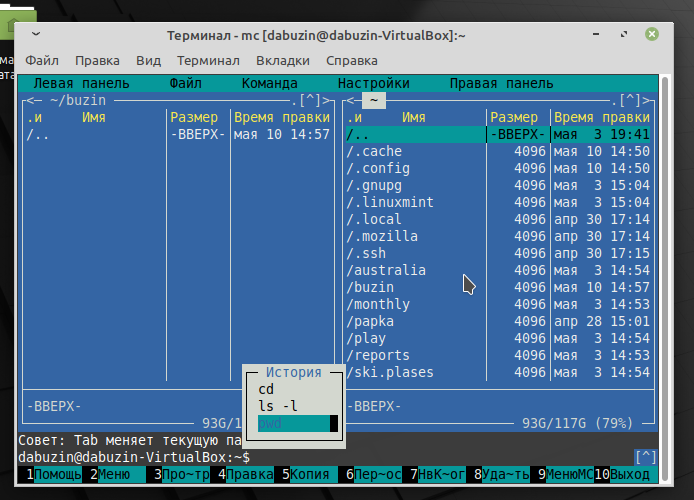 ма
ата
Терминал - mc [dabuzin@dabuzin-VirtualBox]:~
Файл Правка Вид Терминал Вкладки Справка
Левая панель Файл Команда Настройки Правая панель
<─ ~/buzin .[^]> <─ ~ .[^]>
.и Имя Размер Время правки .и Имя Размер Время правки
/.. -ВВЕРХ- мая 10 14:57 /.. -ВВЕРХ- мая 3 19:41
/.cache 4096 мая 10 14:50
/.config 4096 мая 10 14:50
/.gnupg 4096 мая 3 15:04
/.linuxmint 4096 мая 3 15:04
/.local 4096 апр 30 17:14
/.mozilla 4096 апр 30 17:14
/.ssh 4096 апр 30 17:15
/australia 4096 мая 3 14:54
/buzin 4096 мая 10 14:57
/monthly 4096 мая 3 14:53
/papka 4096 апр 28 15:01
/play 4096 мая 3 14:54
/reports 4096 мая 3 14:53
/ski.plases 4096 мая 3 14:54
История
cd
ls -l
pwd
-ВВЕРХ- -ВВЕРХ-
93G/1 93G/117G (79%)
Совет: Tab меняет текущую па
dabuzin@dabuzin-VirtualBox:~$ [^]
1Помощь 2Меню 3Про~тр 4Правка 5Копия 6Пер~ос 7НвК~ог 8Уда~ть 9МенюMC 10Выход